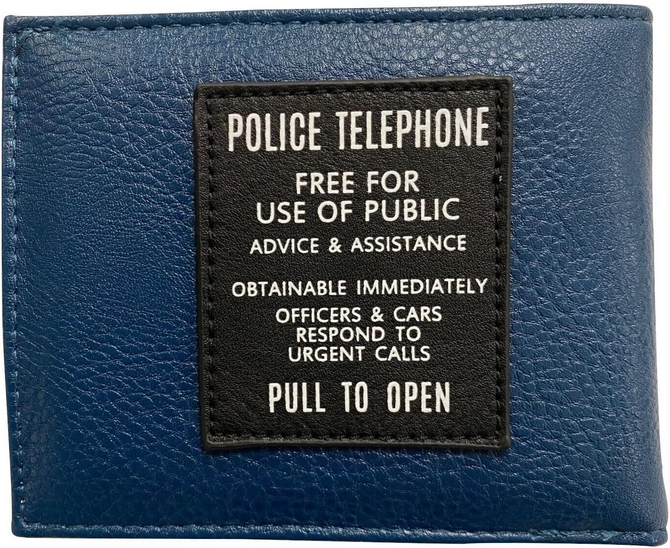 POLICE TELEPHONE
FREE FOR
USE OF PUBLIC
ADVICE & ASSISTANCE
OBTAINABLE IMMEDIATELY
OFFICERS & CARS
RESPOND TO
URGENT CALLS
PULL TO OPEN